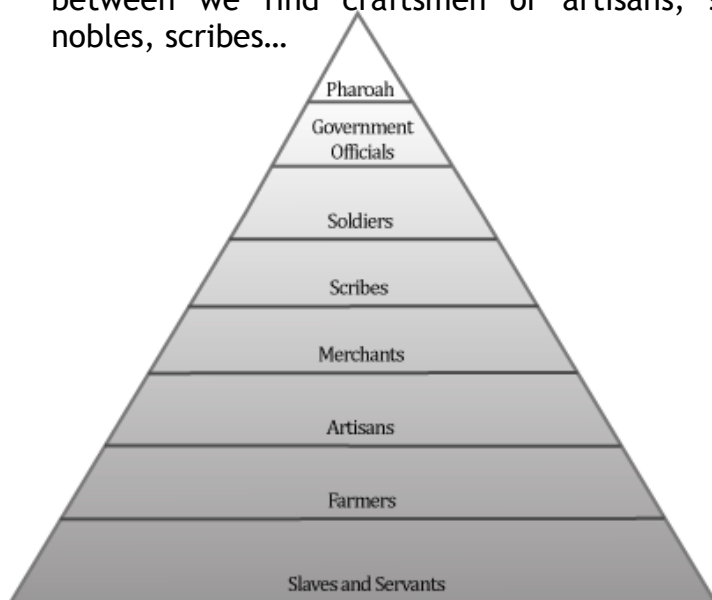 between we find craftsmen or artisans,
nobles, scribes…
Pharoah
Government
Officials
Soldiers
Scribes
Merchants
Artisans
Farmers
Slaves and Servants